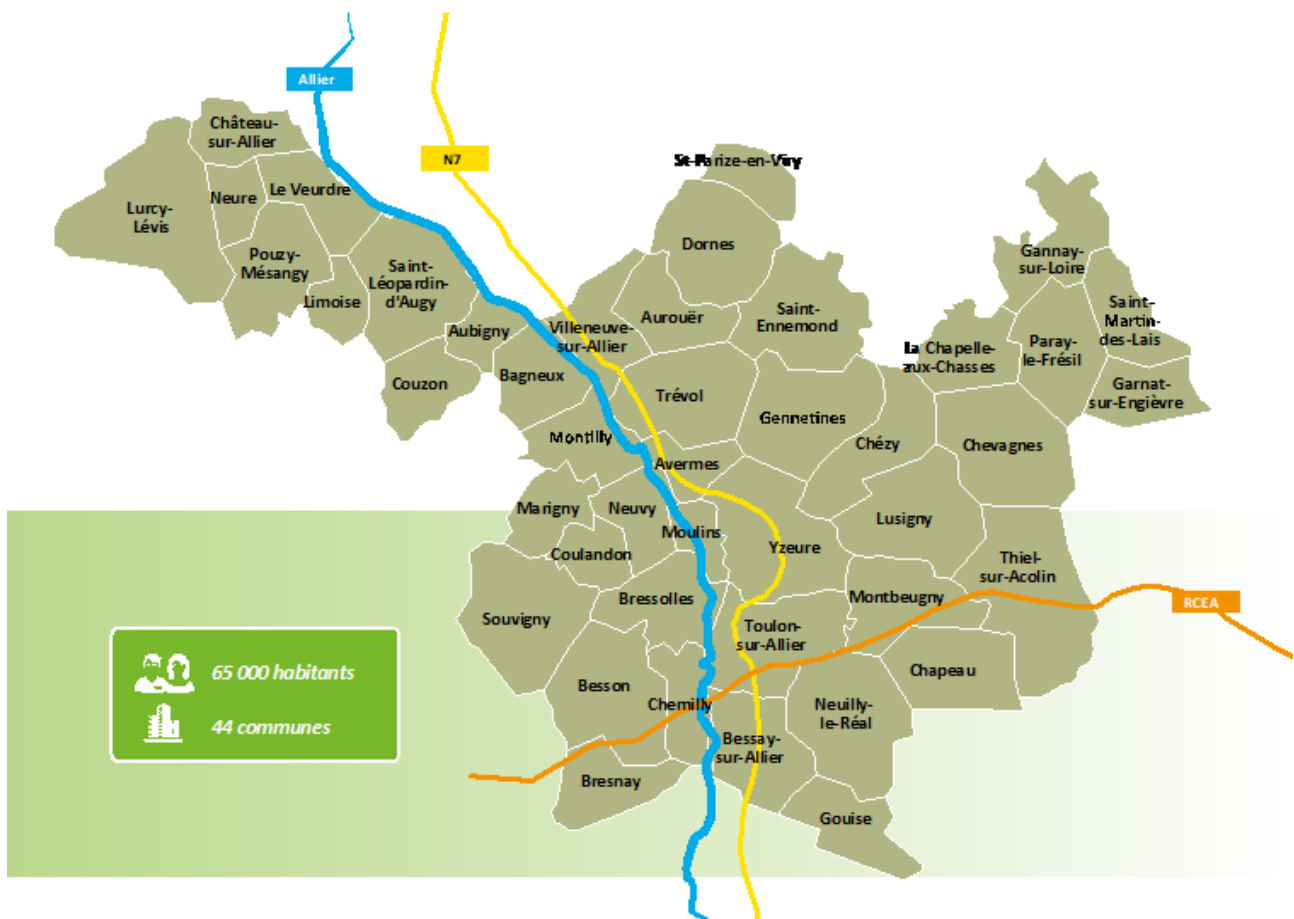 Allier
Château-
sur-Allier
N7
St-Parize-en-Viry
Neure
Le Veurdre
Lurcy-
Lévis
Dornes
Pouzy-
Mésangy
Saint-
Léopardin-
d'Augy
Limoise
Gannay-
sur-Loire
Aubigny
Villeneuve-
sur-Allier
Aurouër
Saint-
Ennemond
Saint-
Martin-
des-Lais
La Chapelle-
aux-Chasses
Paray-
le-Frésil
Couzon
Bagneux
Trévol
Gennetines
Garnat-
sur-Engièvre
Montilly
Chézy
Chevagnes
Avermes
Marigny
Neuvy
Moulins
Lusigny
Coulandon
Yzeure
Thiel-
sur-Acolin
Bressolles
Montbeugny
RCEA
Souvigny
Toulon-
sur-Allier
65 000 habitants
Besson
Chapeau
Chemilly
Neuilly-
le-Réal
44 communes
Bessay-
sur-Allier
Bresnay
Gouise